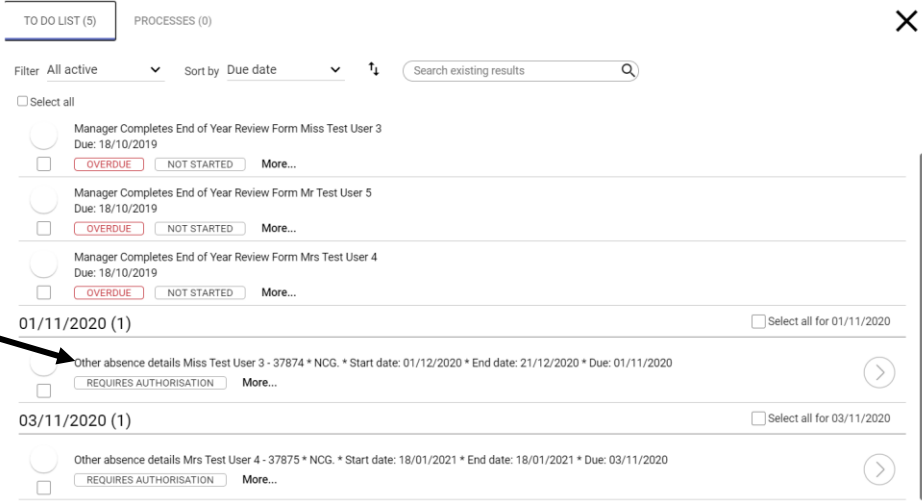 TO DO LIST (5) PROCESSES (0)
Filter All active Sort by Due date Search existing results
Select all
Manager Completes End of Year Review Form Miss Test User 3
Due: 18/10/2019
OVERDUE NOT STARTED More...
Manager Completes End of Year Review Form Mr Test User 5
Due: 18/10/2019
OVERDUE NOT STARTED More...
Manager Completes End of Year Review Form Mrs Test User 4
Due: 18/10/2019
OVERDUE NOT STARTED More...
01/11/2020 (1) Select all for 01/11/2020
Other absence details Miss Test User 3 - 37874 * NCG. * Start date: 01/12/2020 * End date: 21/12/2020 * Due: 01/11/2020
REQUIRES AUTHORISATION More...
03/11/2020 (1) Select all for 03/11/2020
Other absence details Mrs Test User 4 - 37875 * NCG. * Start date: 18/01/2021 * End date: 18/01/2021 * Due: 03/11/2020
REQUIRES AUTHORISATION More...